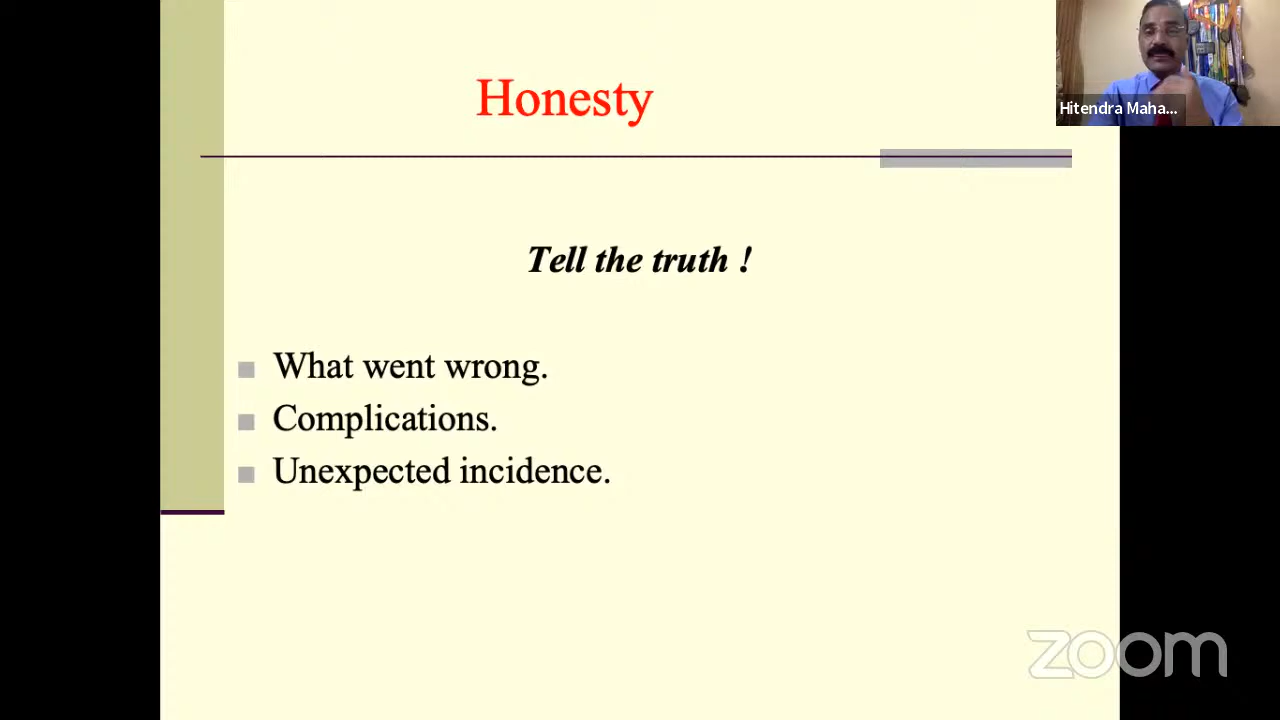 Honesty
Hitendra Maha...
Tell the truth !
What went wrong.
Complications.
Unexpected incidence.
zoom